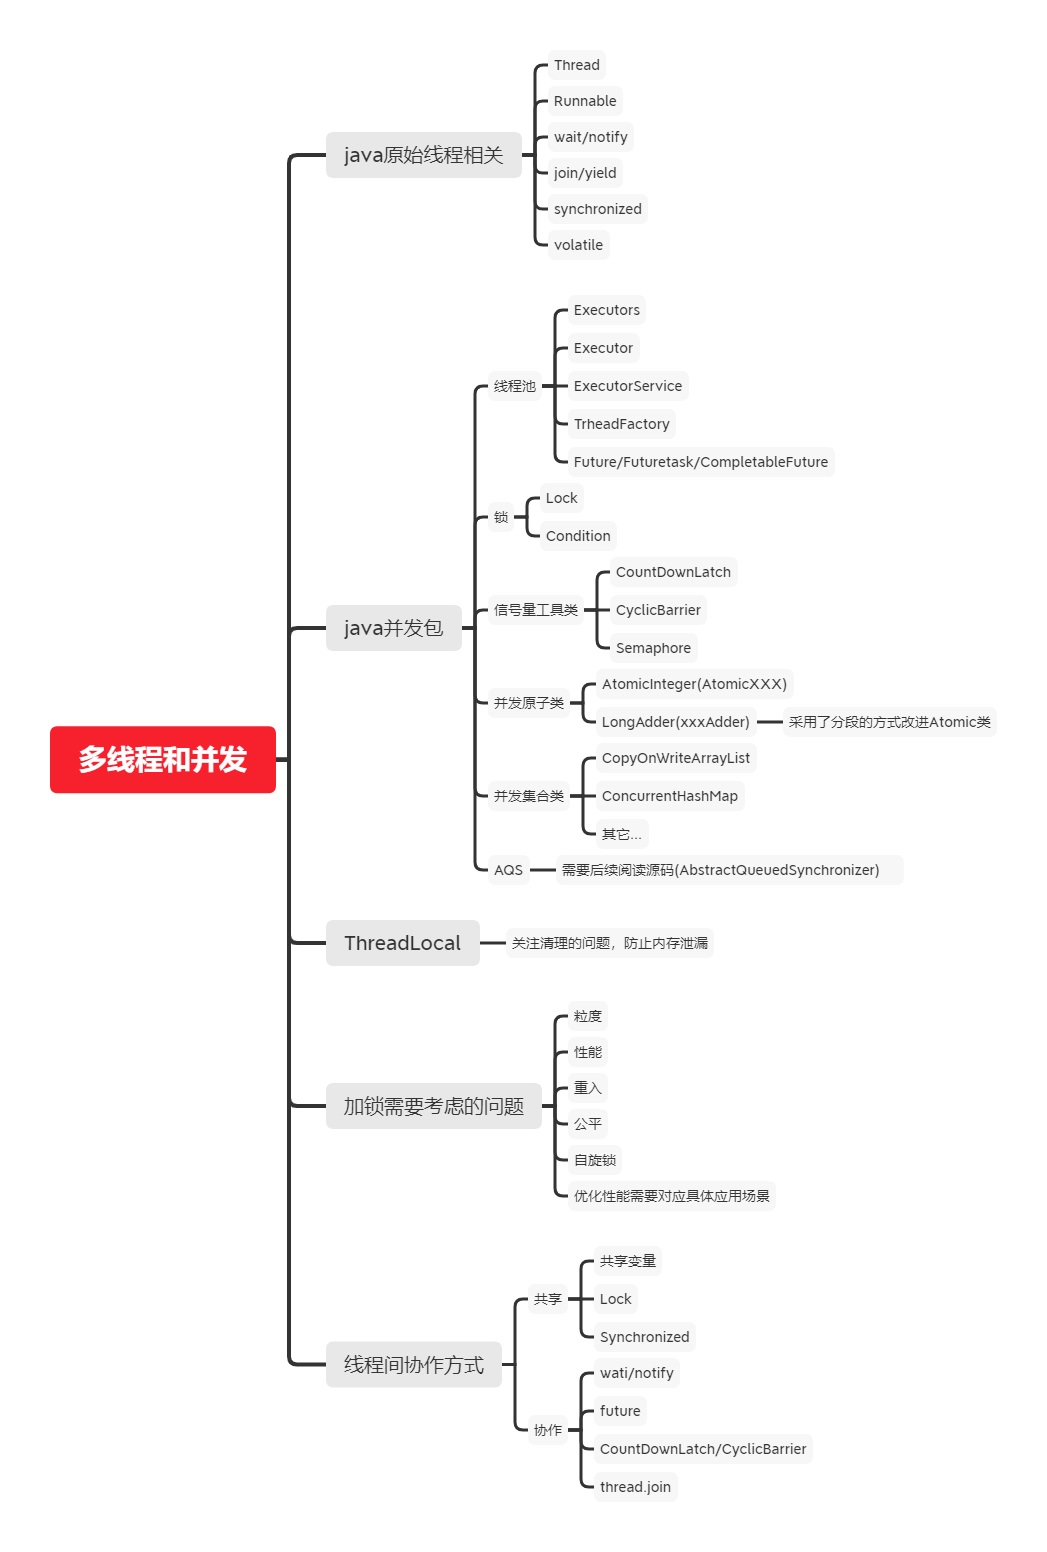 多线程和并发
java原始线程相关
Thread
Runnable
wait/notify
join/yield
synchronized
volatile
java并发包
线程池
Executors
Executor
ExecutorService
TrheadFactory
Future/Futuretask/CompletableFuture
锁
Lock
Condition
信号量工具类
CountDownLatch
CyclicBarrier
Semaphore
并发原子类
AtomicInteger(AtomicXXX)
LongAdder(xxxAdder)
采用了分段的方式改进Atomic类
并发集合类
CopyOnWriteArrayList
ConcurrentHashMap
其它...
AQS
需要后续阅读源码(AbstractQueuedSynchronizer)
ThreadLocal
关注清理的问题，防止内存泄漏
加锁需要考虑的问题
粒度
性能
重入
公平
自旋锁
优化性能需要对应具体应用场景
线程间协作方式
共享
共享变量
Lock
Synchronized
协作
wati/notify
future
CountDownLatch/CyclicBarrier
thread.join